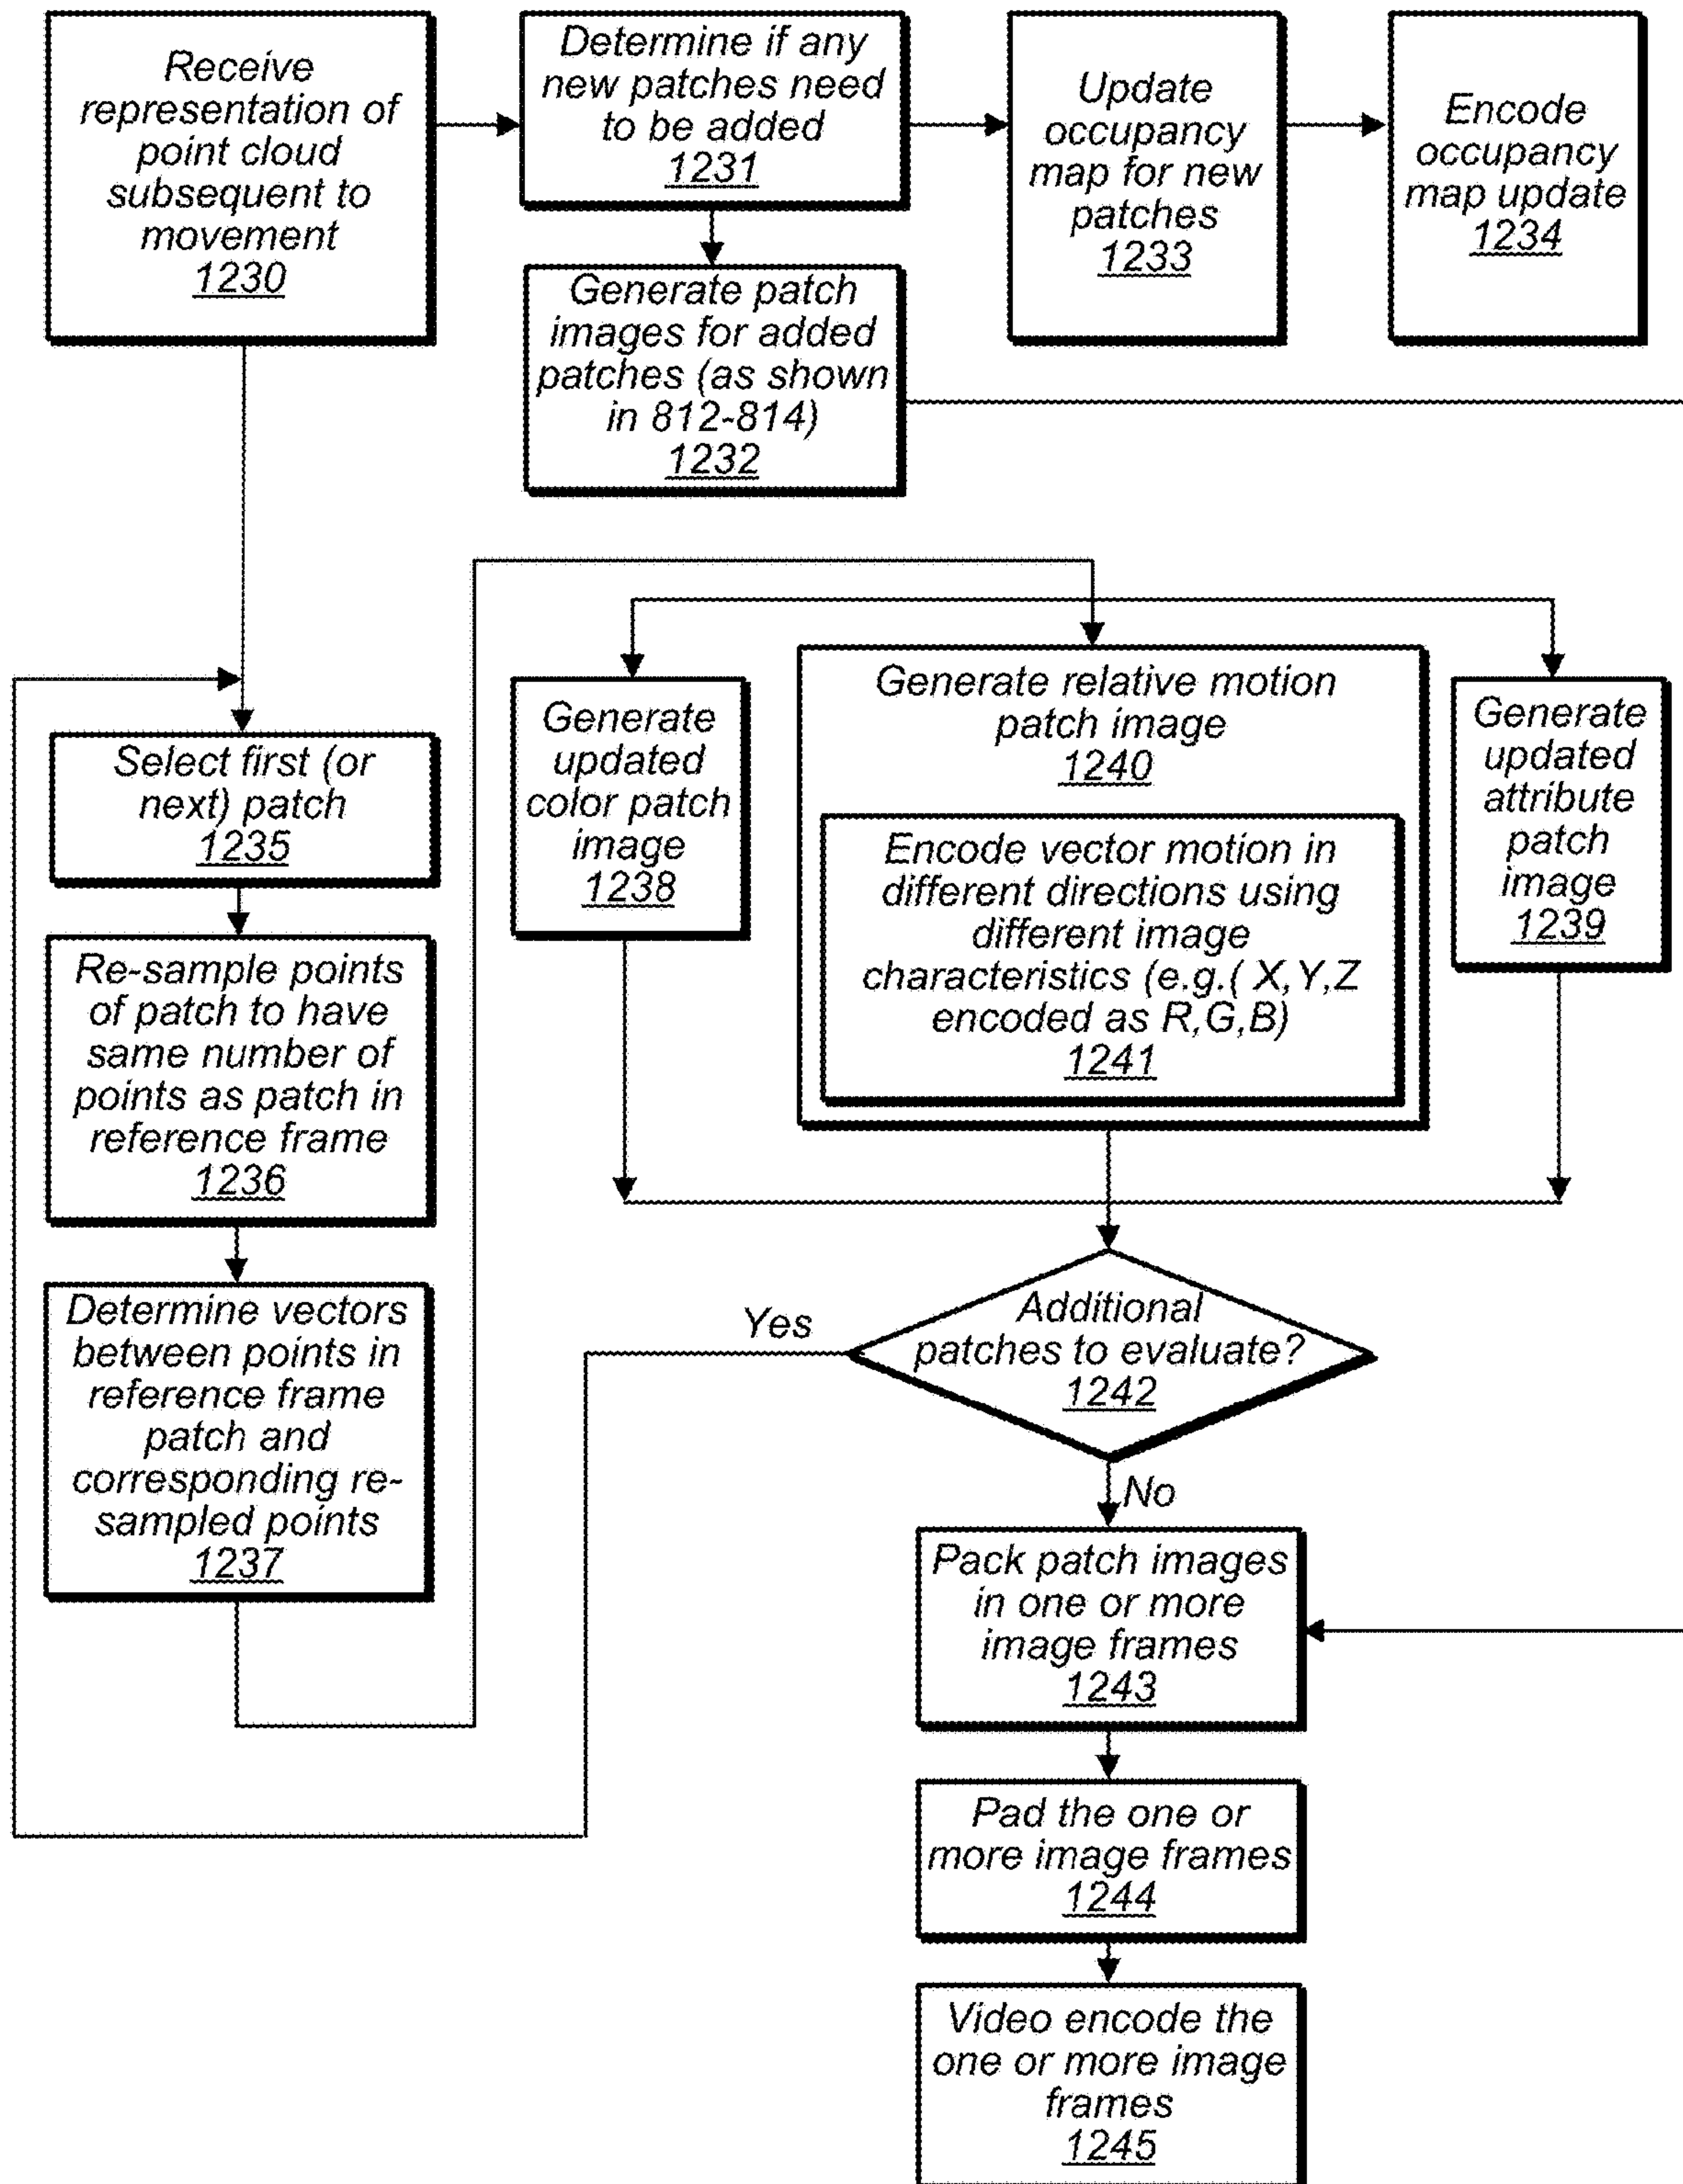 Receive
representation of
point cloud
subsequent to
movement
1230
Determine if any
new patches need
to be added
1231
Update
occupancy
map for new
patches
1233
Encode
occupancy
map update
1234
Generate patch
images for added
patches (as shown
in 812-814)
1232
Select first (or
next) patch
1235
Re-sample points
of patch to have
same number of
points as patch in
reference frame
1236
Determine vectors
between points in
reference frame
patch and
corresponding re-
sampled points
1237
Generate
updated
color patch
image
1238
Generate relative motion
patch image
1240
Encode vector motion in
different directions using
different image
characteristics (e.g.( X,Y,Z
encoded as R,G,B)
1241
Generate
updated
attribute
patch
image
1239
Yes
Additional
patches to evaluate?
1242
No
Pack patch images
in one or more
image frames
1243
Pad the one or
more image frames
1244
Video encode the
one or more image
frames
1245